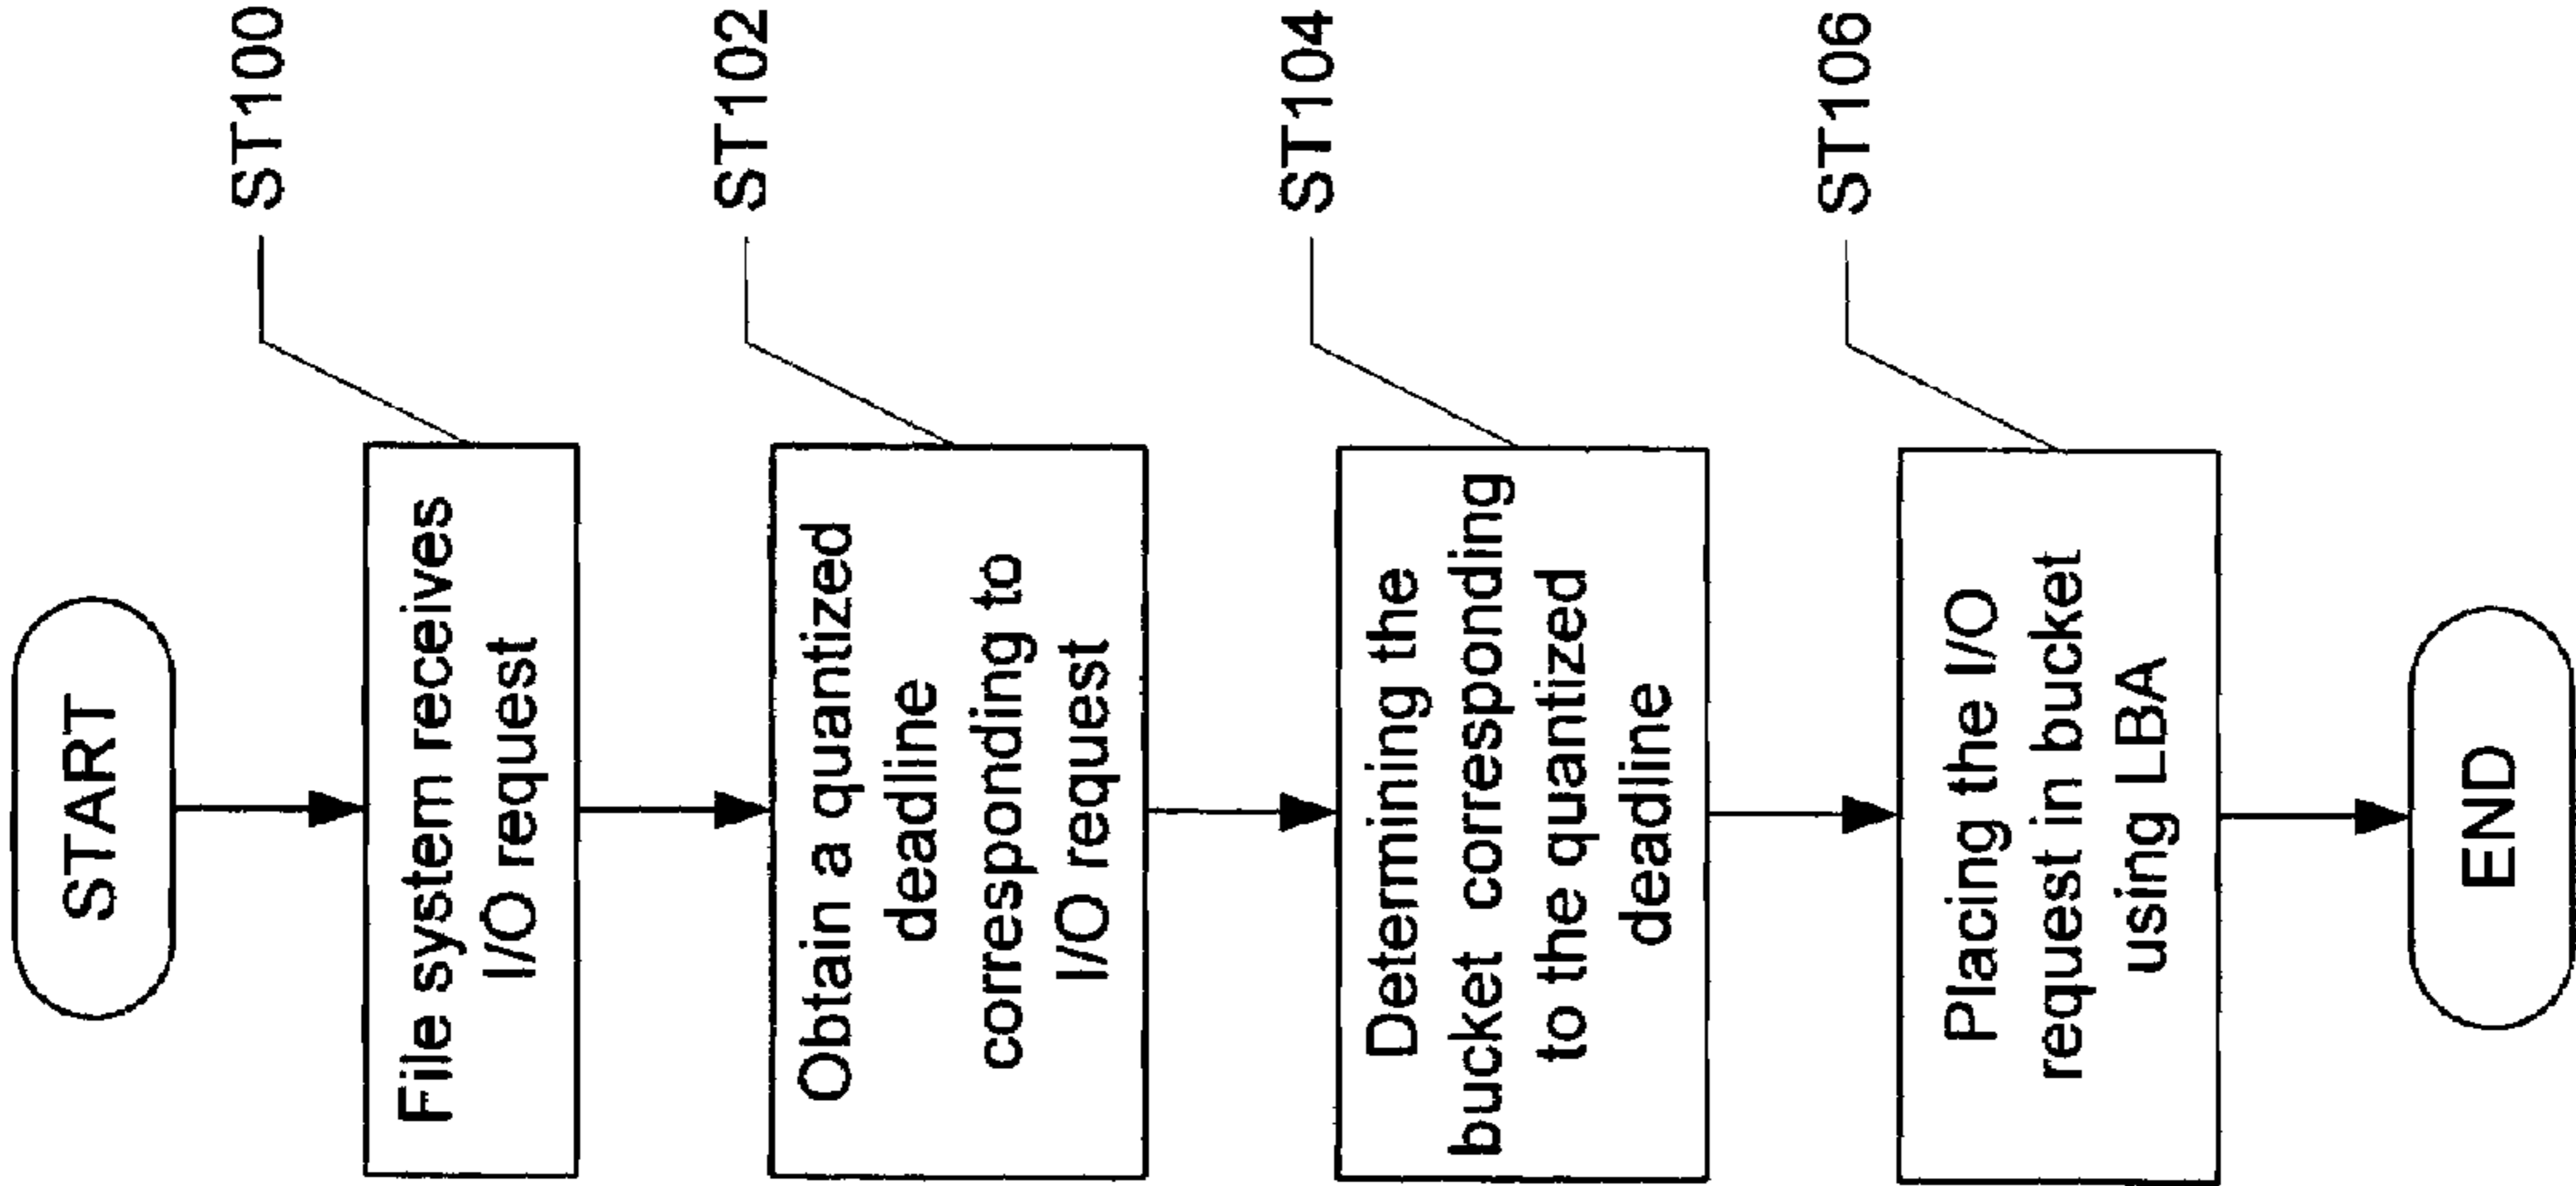 START
File system receives
I/O request
ST100
Obtain a quantized
deadline
corresponding to
I/O request
ST102
Determining the
bucket corresponding
to the quantized
deadline
ST104
Placing the I/O
request in bucket
using LBA
ST106
END